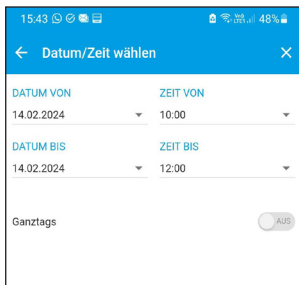 15:43 48%
← Datum/Zeit wählen ×
DATUM VON ZEIT VON
14.02.2024 10:00
DATUM BIS ZEIT BIS
14.02.2024 12:00
Ganztags AUS